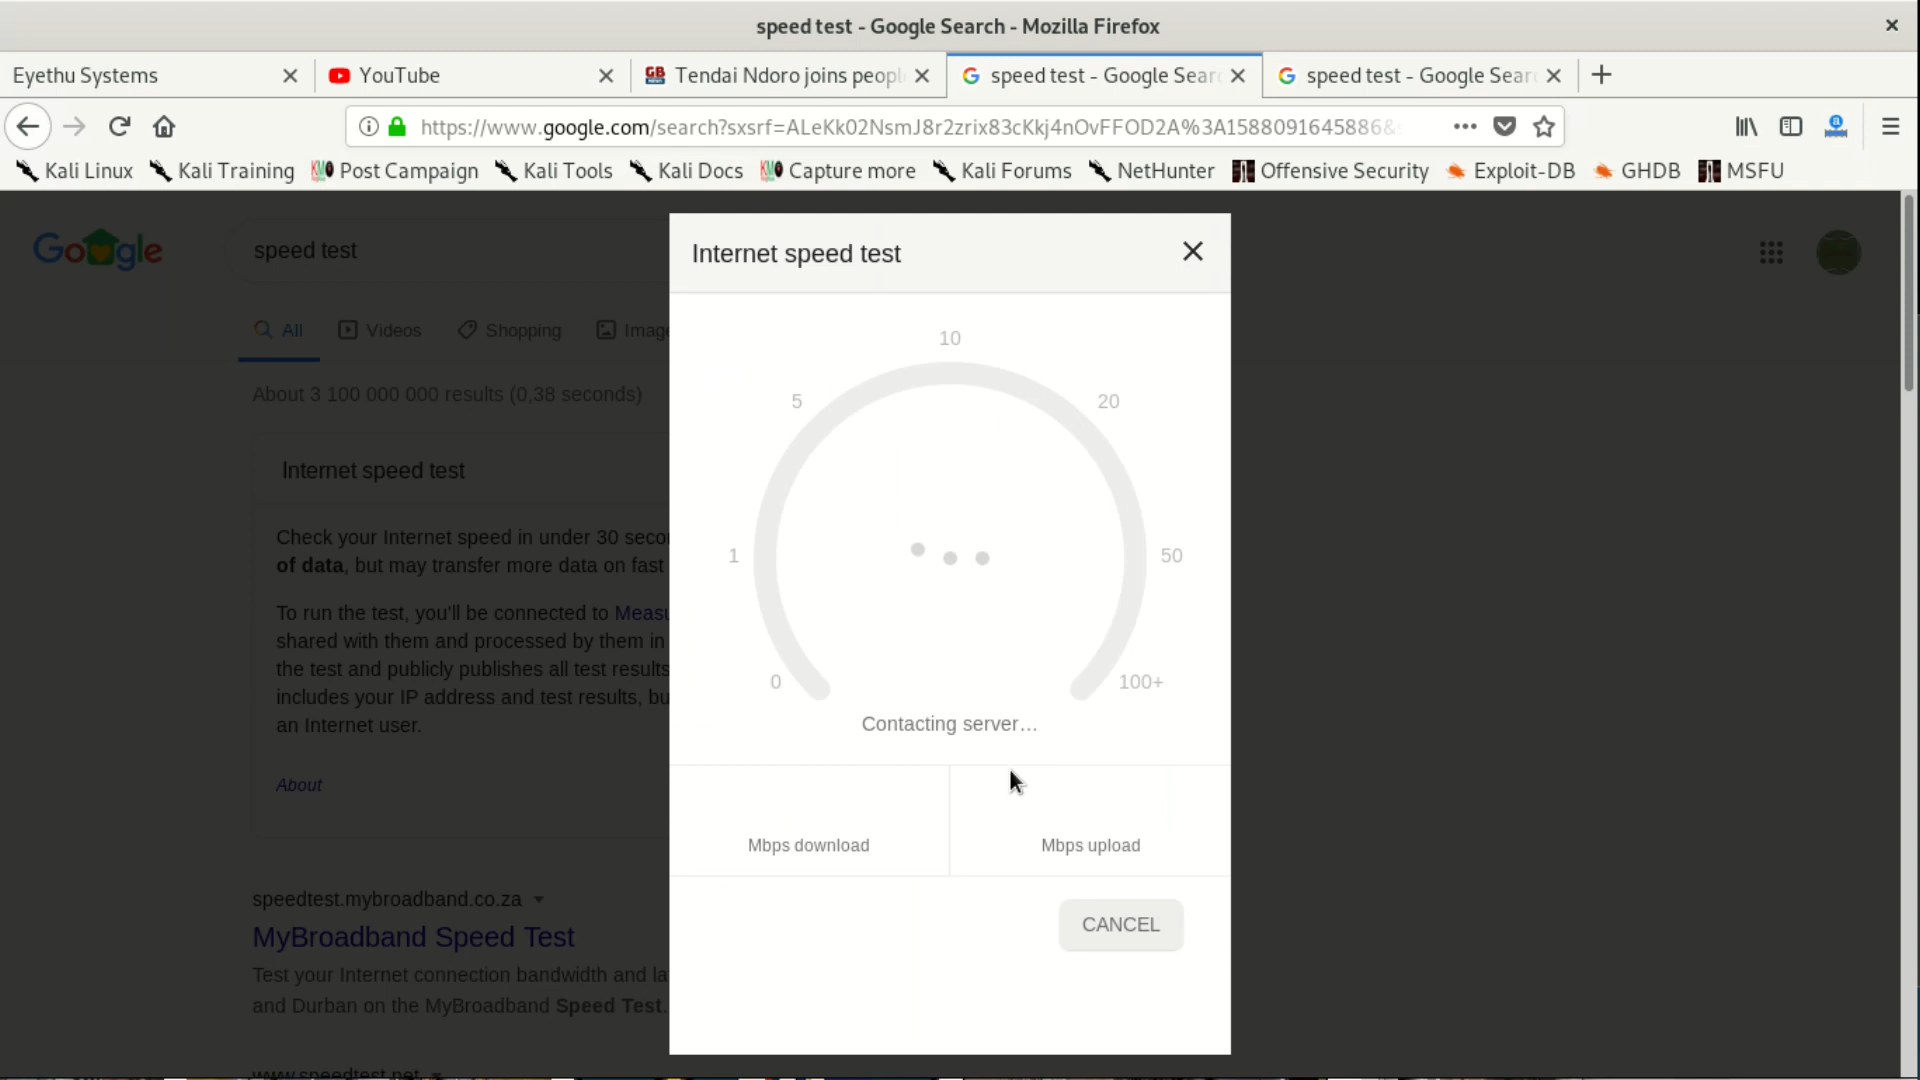 speed test - Google Search - Mozilla Firefox
Eyethu Systems
YouTube
GB
Tendai Ndoro joins peopl
speed test - Google Sear
speed test - Google Sear
https://www.google.com/search?sxsrf=ALeKk02NsmJ8r2zrix83cKkj4nOvFFOD2A%3A1588091645886&
Kali Linux
Kali Training
Post Campaign
Kali Tools
Kali Docs
Capture more
Kali Forums
NetHunter
Offensive Security
Exploit-DB
GHDB
MSFU
Google
speed test
All
Videos
Shopping
Image
About 3 100 000 000 results (0,38 seconds)
Internet speed test
Check your Internet speed in under 30 seco
of data, but may transfer more data on fast
To run the test, you'll be connected to Measu
shared with them and processed by them in
the test and publicly publishes all test results
includes your IP address and test results, bu
an Internet user.
About
speedtest.mybroadband.co.za
MyBroadband Speed Test
Test your Internet connection bandwidth and la
and Durban on the MyBroadband Speed Test.
www.speedtest.net
Internet speed test
10
5
20
1
50
0
100+
Contacting server...
Mbps download
Mbps upload
CANCEL